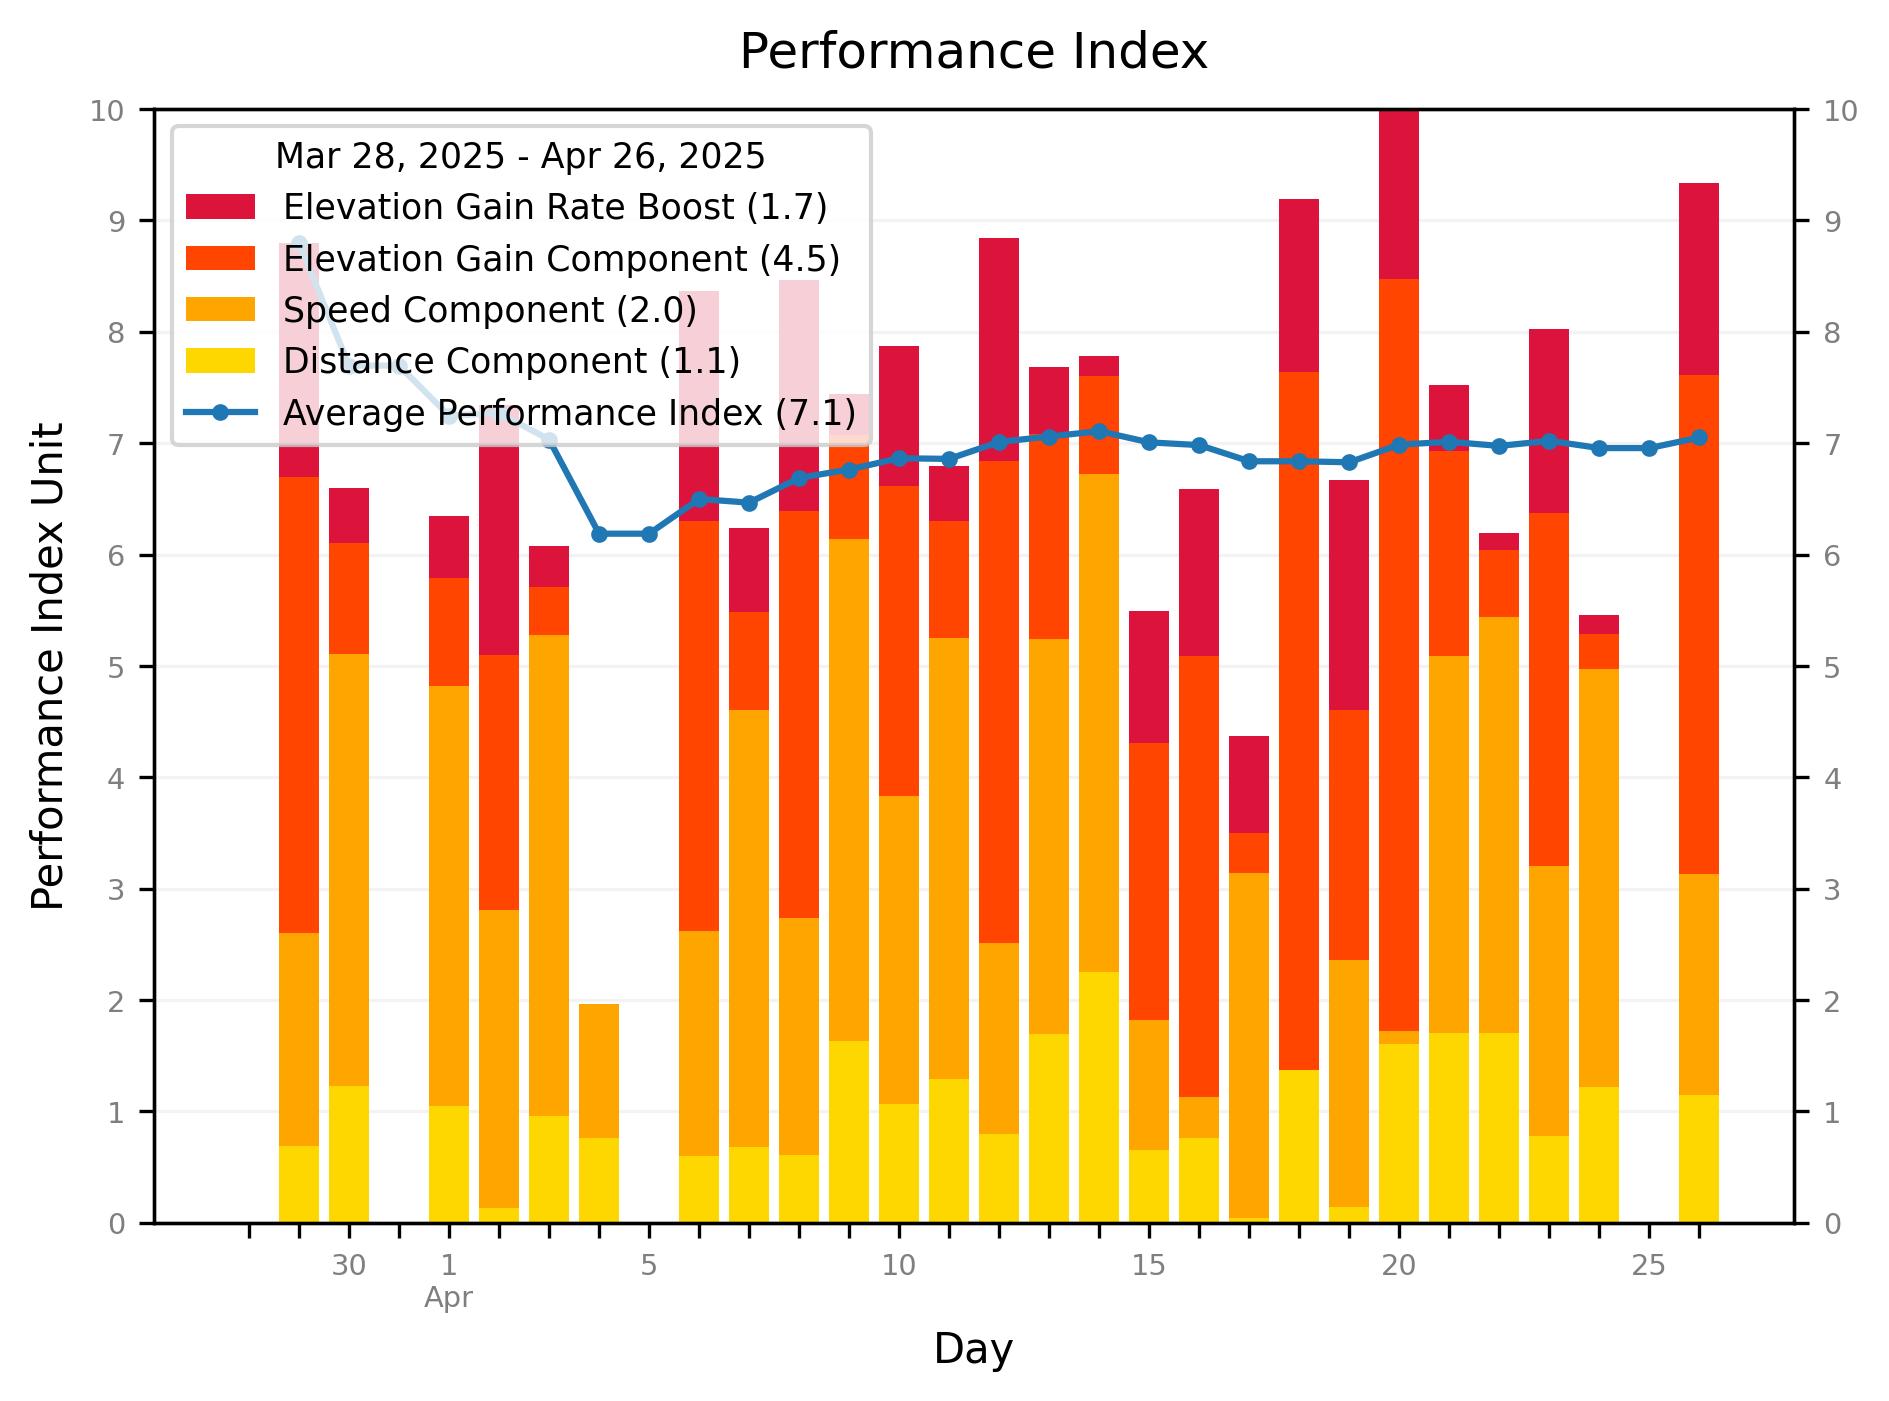 Performance Index
Mar 28, 2025 - Apr 26, 2025
Elevation Gain Rate Boost (1.7)
Elevation Gain Component (4.5)
Speed Component (2.0)
Distance Component (1.1)
Average Performance Index (7.1)
Performance Index Unit
10
9
8
7
6
5
4
3
2
1
0
10
9
8
7
6
5
4
3
2
1
0
30 1 5 10 15 20 25
Apr
Day